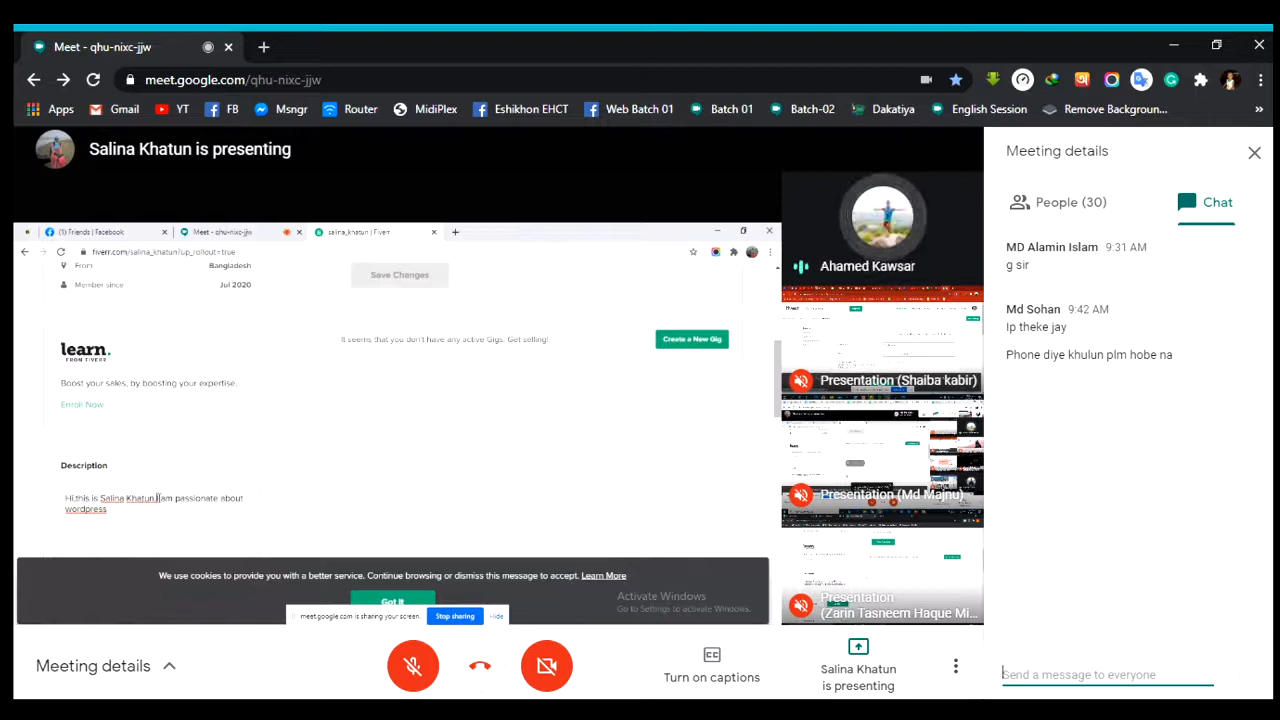 Meet - qhu-nixc-jjw
meet.google.com/qhu-nixc-jjw
Apps Gmail YT FB Msngr Router MidiPlex Eshikhon EHCT Web Batch 01 Batch 01 Batch-02 Dakatiya English Session Remove Backgroun... »
Salina Khatun is presenting
(1) Friends | Facebook
Meet - qhu-nixc-jjw
salina_khatun | Fiverr
fiverr.com/salina_khatun?up_rollout=true
From Bangladesh
Member since Jul 2020
Save Changes
It seems that you don't have any active Gigs. Get selling!
Create a New Gig
learn.
FROM FIVERR
Boost your sales, by boosting your expertise.
Enroll Now
Description
Hi,this is Salina Khatun.I am passionate about
wordpress
We use cookies to provide you with a better service. Continue browsing or dismiss this message to accept. Learn More
Got It
Activate Windows
Go to Settings to activate Windows.
meet.google.com is sharing your screen.
Stop sharing
Hide
Ahamed Kawsar
Presentation (Shaiba kabir)
Presentation (Md Majnu)
Presentation
(Zarin Tasneem Haque Mi...
Meeting details
People (30)
Chat
MD Alamin Islam 9:31 AM
g sir
Md Sohan 9:42 AM
Ip theke jay
Phone diye khulun plm hobe na
Send a message to everyone
Meeting details
Turn on captions
Salina Khatun
is presenting